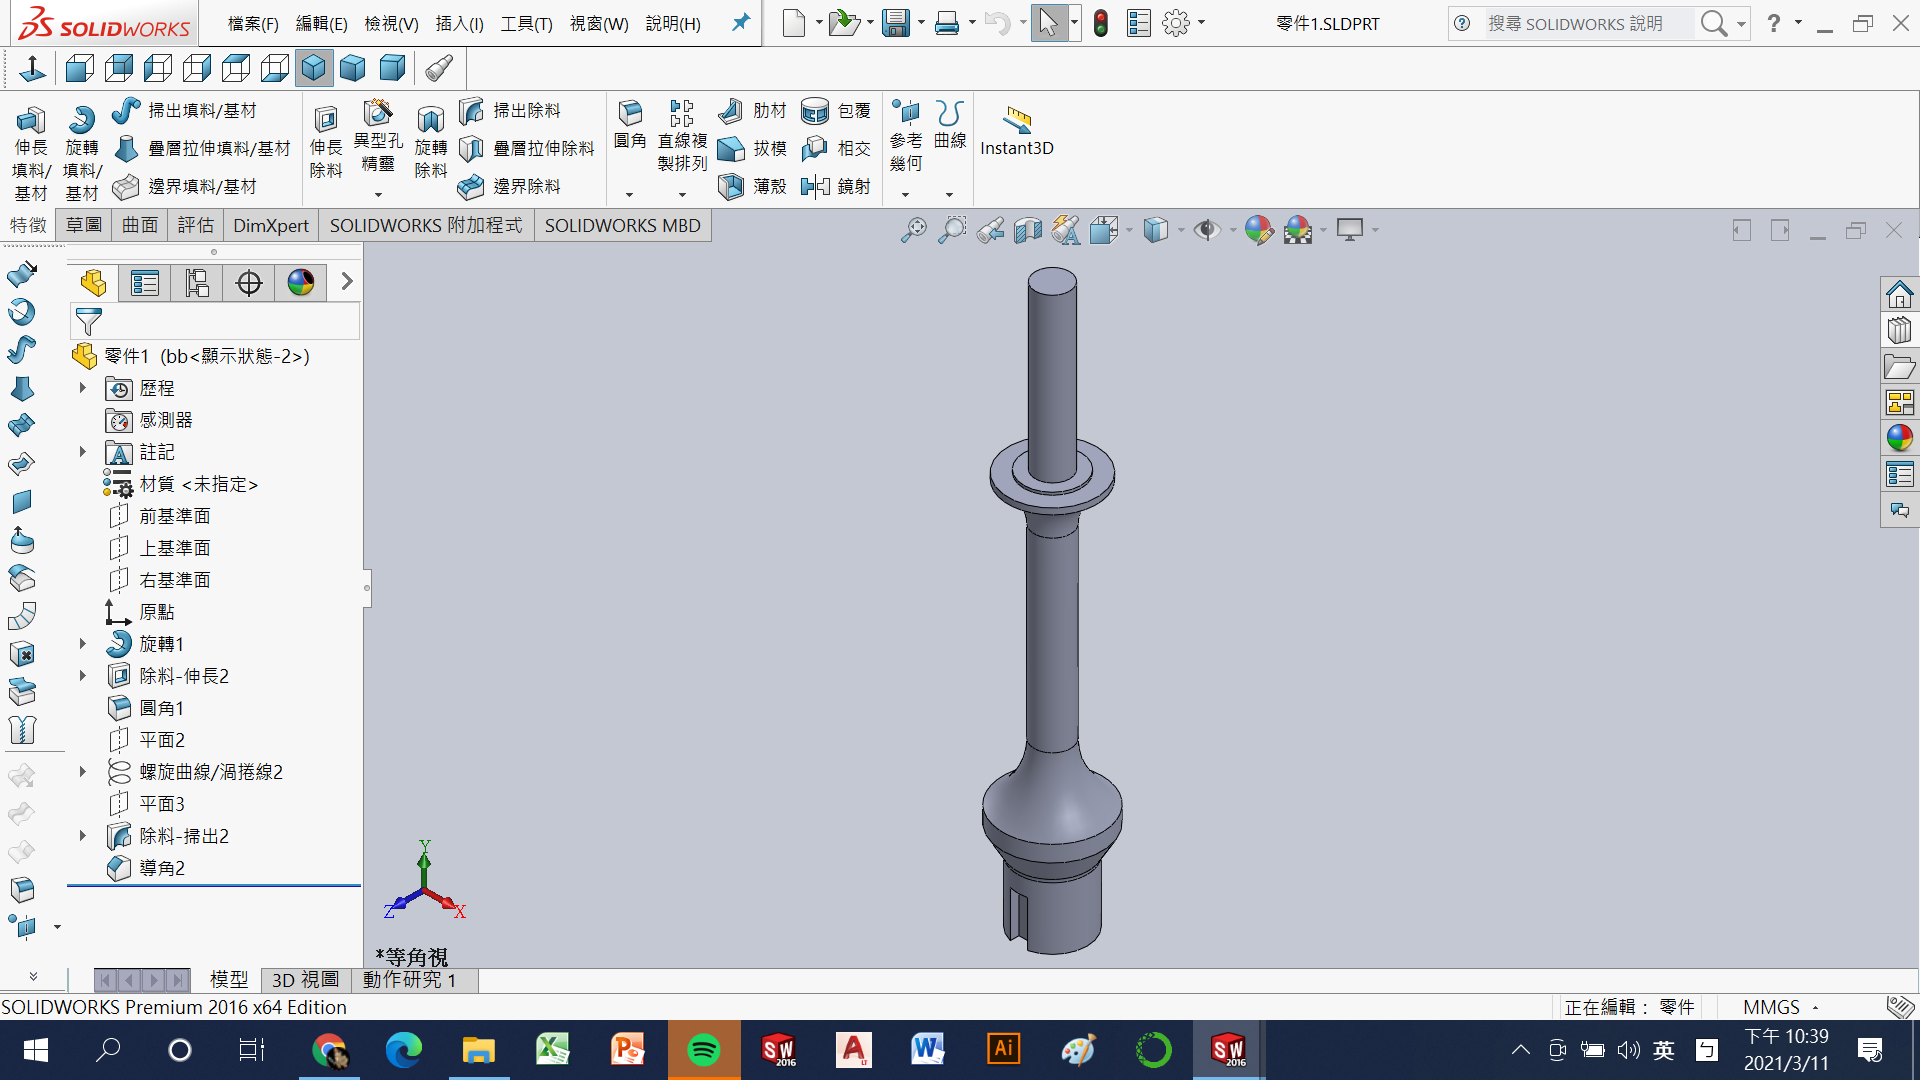 SOLIDWORKS 檔案(F) 編輯(E) 檢視(V) 插入(I) 工具(T) 視窗(W) 說明(H) 零件1.SLDPRT 搜尋 SOLIDWORKS 說明 ?
伸長填料/基材
旋轉填料/基材
掃出填料/基材
疊層拉伸填料/基材
邊界填料/基材
伸長除料
異型孔精靈
旋轉除料
掃出除料
疊層拉伸除料
邊界除料
圓角
直線複製排列
肋材
拔模
薄殼
包覆
相交
鏡射
參考幾何
曲線
Instant3D
特徵 草圖 曲面 評估 DimXpert SOLIDWORKS 附加程式 SOLIDWORKS MBD
零件1 (bb<顯示狀態-2>)
歷程
感測器
註記
材質 <未指定>
前基準面
上基準面
右基準面
原點
旋轉1
除料-伸長2
圓角1
平面2
螺旋曲線/渦捲線2
平面3
除料-掃出2
導角2
Y
Z X
*等角視
模型 3D 視圖 動作研究 1
SOLIDWORKS Premium 2016 x64 Edition 正在編輯： 零件 MMGS
SW 2016 A LT W Ai SW 2016 英 ㄅ 下午 10:39
2021/3/11